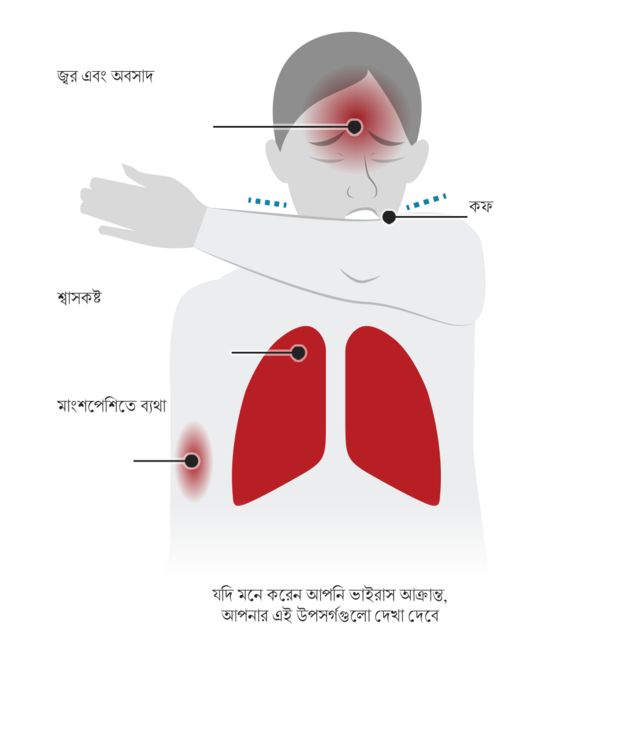 জ্বর এবং অবসাদ
কফ
শ্বাসকষ্ট
মাংশপেশিতে ব্যথা
যদি মনে করেন আপনি ভাইরাস আক্রান্ত,
আপনার এই উপসর্গগুলো দেখা দেবে